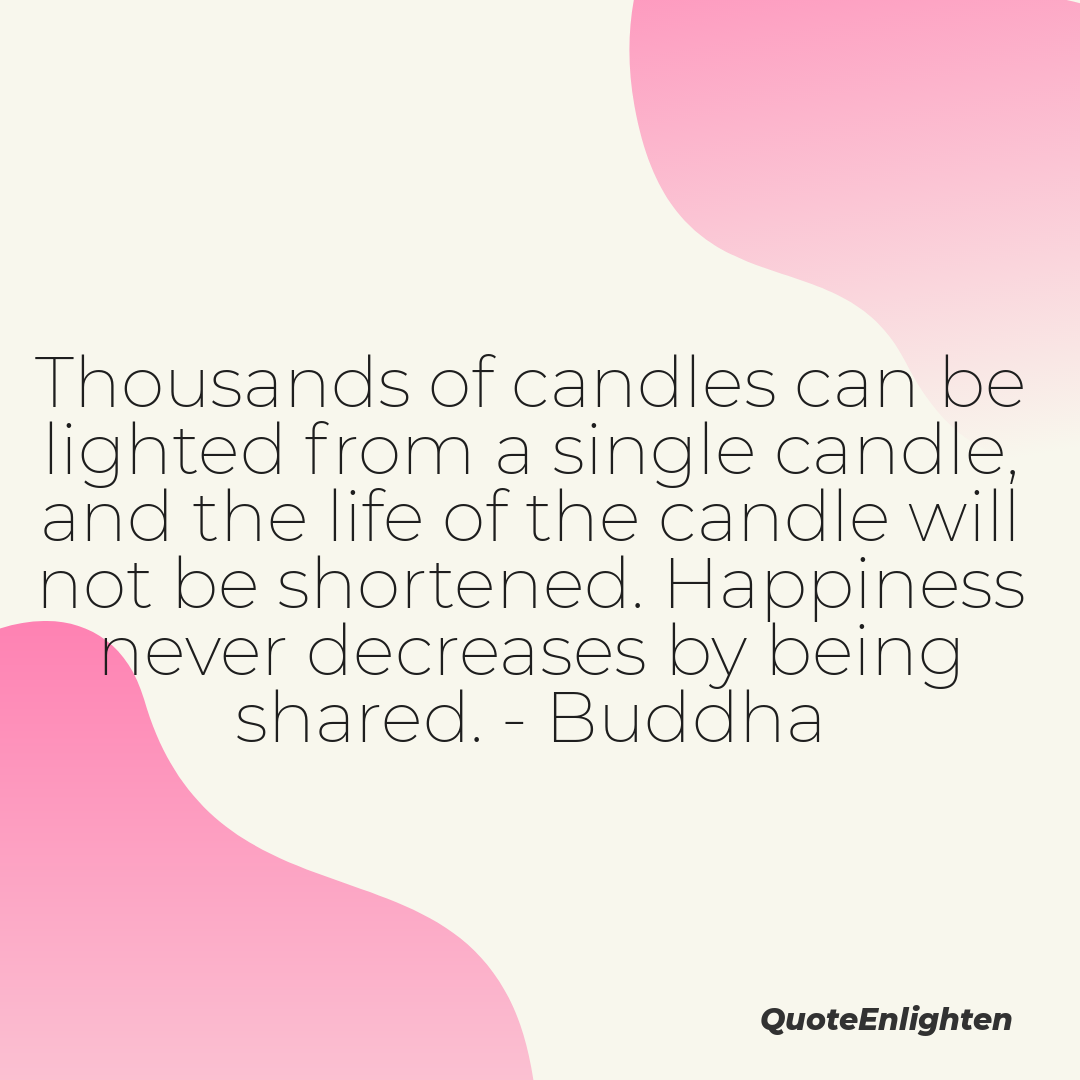 Thousands of candles can be
lighted from a single candle,
and the life of the candle will
not be shortened. Happiness
never decreases by being
shared. - Buddha
QuoteEnlighten